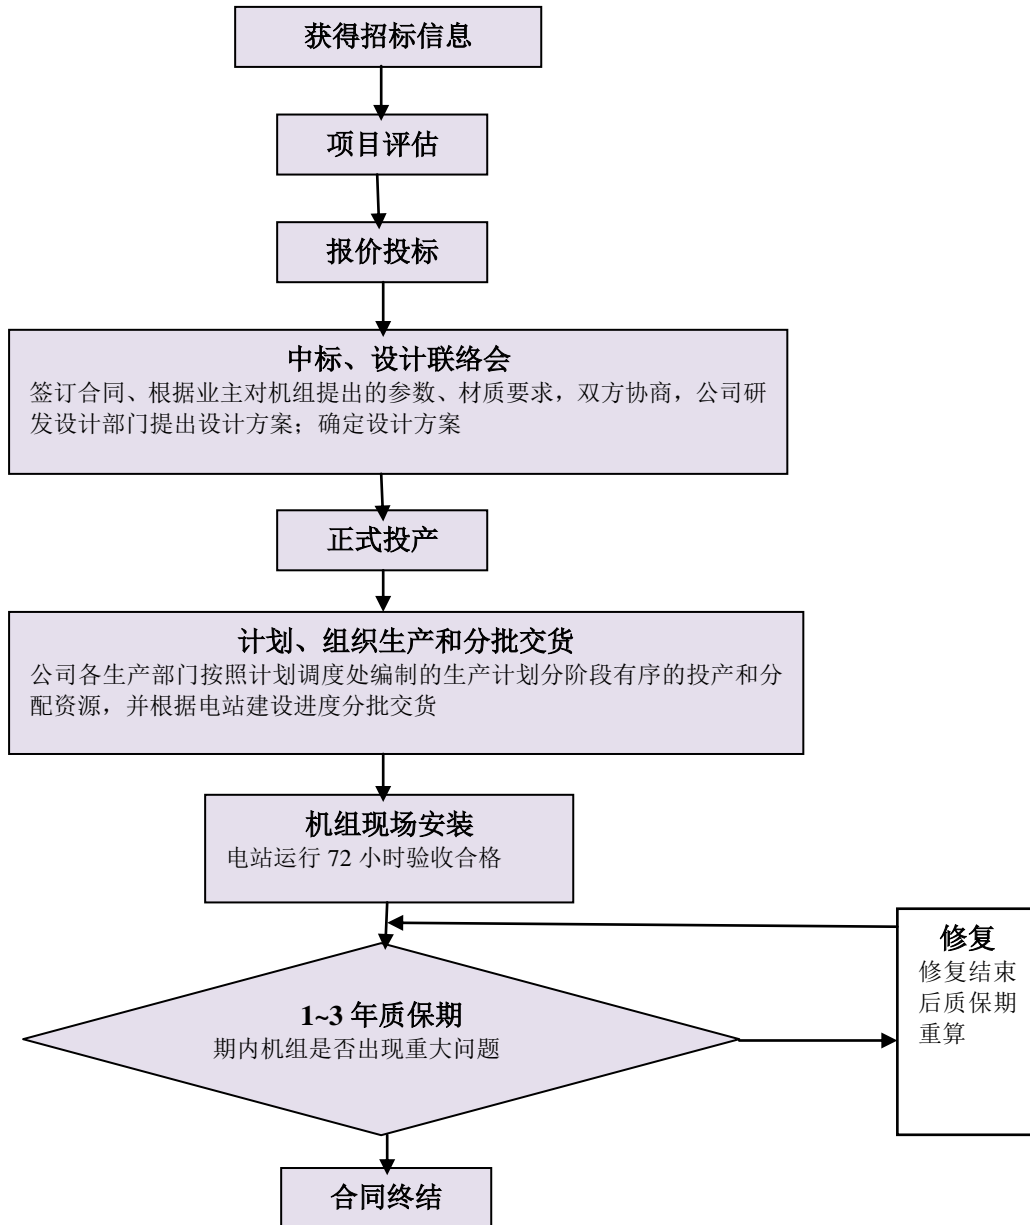 获得招标信息
项目评估
报价投标
中标、设计联络会
签订合同、根据业主对机组提出的参数、材质要求，双方协商，公司研
发设计部门提出设计方案；确定设计方案
正式投产
计划、组织生产和分批交货
公司各生产部门按照计划调度处编制的生产计划分阶段有序的投产和分
配资源，并根据电站建设进度分批交货
机组现场安装
电站运行 72 小时验收合格
修复
修复结束
后质保期
重算
1~3 年质保期
期内机组是否出现重大问题
合同终结